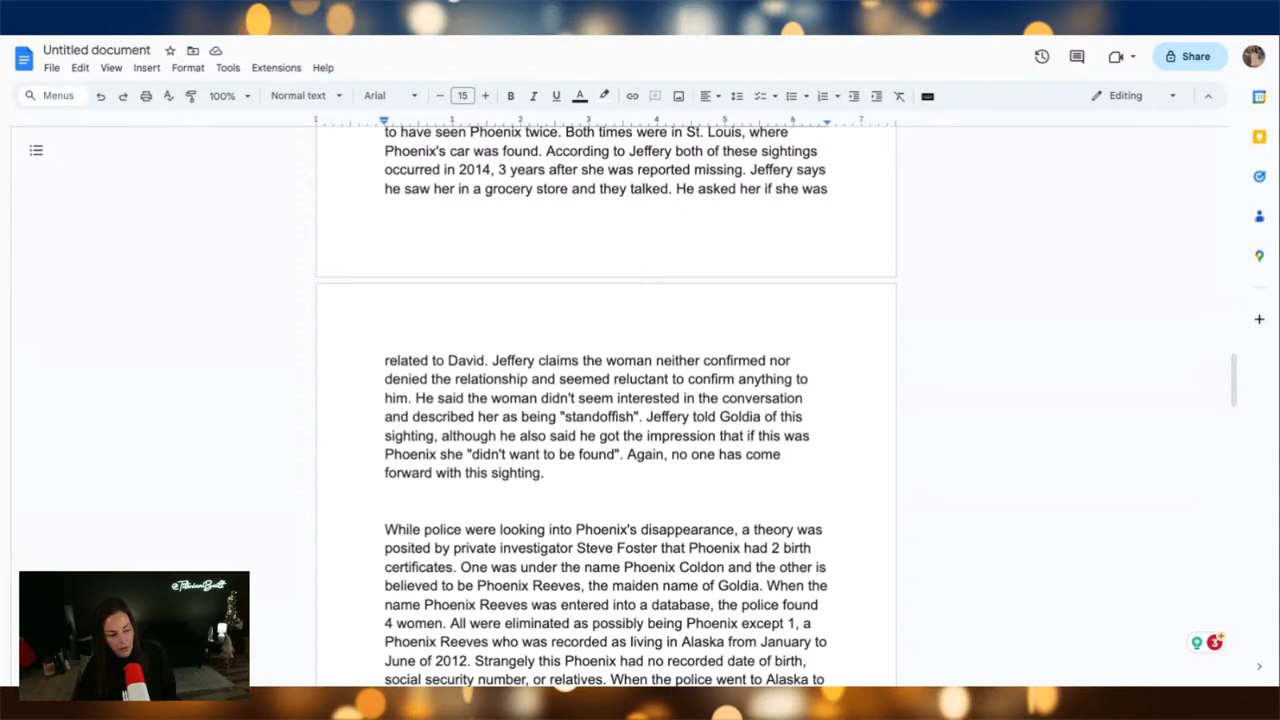 Untitled document
File Edit View Insert Format Tools Extensions Help
Share
Menus 100% Normal text Arial 15 B I U A Editing
1 1 2 3 4 5 6 7
to have seen Phoenix twice. Both times were in St. Louis, where
Phoenix's car was found. According to Jeffery both of these sightings
occurred in 2014, 3 years after she was reported missing. Jeffery says
he saw her in a grocery store and they talked. He asked her if she was
related to David. Jeffery claims the woman neither confirmed nor
denied the relationship and seemed reluctant to confirm anything to
him. He said the woman didn't seem interested in the conversation
and described her as being "standoffish". Jeffery told Goldia of this
sighting, although he also said he got the impression that if this was
Phoenix she "didn't want to be found". Again, no one has come
forward with this sighting.
While police were looking into Phoenix's disappearance, a theory was
posited by private investigator Steve Foster that Phoenix had 2 birth
certificates. One was under the name Phoenix Coldon and the other is
believed to be Phoenix Reeves, the maiden name of Goldia. When the
name Phoenix Reeves was entered into a database, the police found
4 women. All were eliminated as possibly being Phoenix except 1, a
Phoenix Reeves who was recorded as living in Alaska from January to
June of 2012. Strangely this Phoenix had no recorded date of birth,
social security number, or relatives. When the police went to Alaska to
3